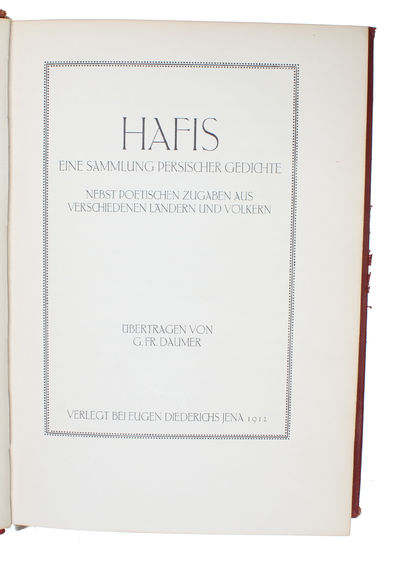 HAFIS
EINE SAMMLUNG PERSISCHER GEDICHTE
NEBST POETISCHEN ZUGABEN AUS
VERSCHIEDENEN LÄNDERN UND VÖLKERN
ÜBERTRAGEN VON
G. FR. DAUMER
VERLEGT BEI EUGEN DIEDERICHS JENA 1912